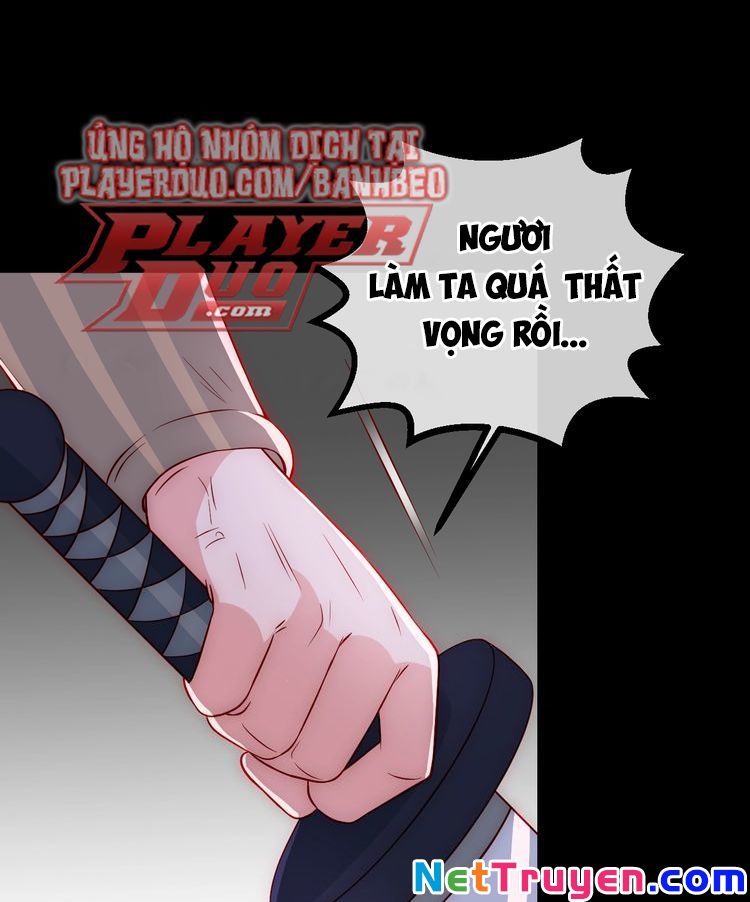 ỦNG HỘ NHÓM DỊCH TẠI
PLAYERDUO.COM/BANHBEO
PLAYER
DUO
.com
NGƯƠI
LÀM TA QUÁ THẤT
VỌNG RỒI...
NetTruyen.com